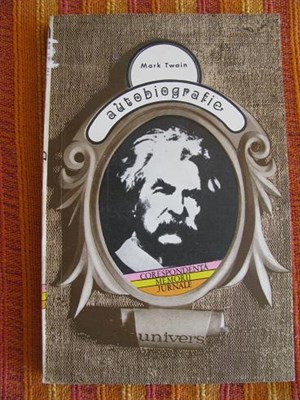 Mark Twain
autobiografie
CORESPONDENȚĂ
MEMORII
JURNALE
univers